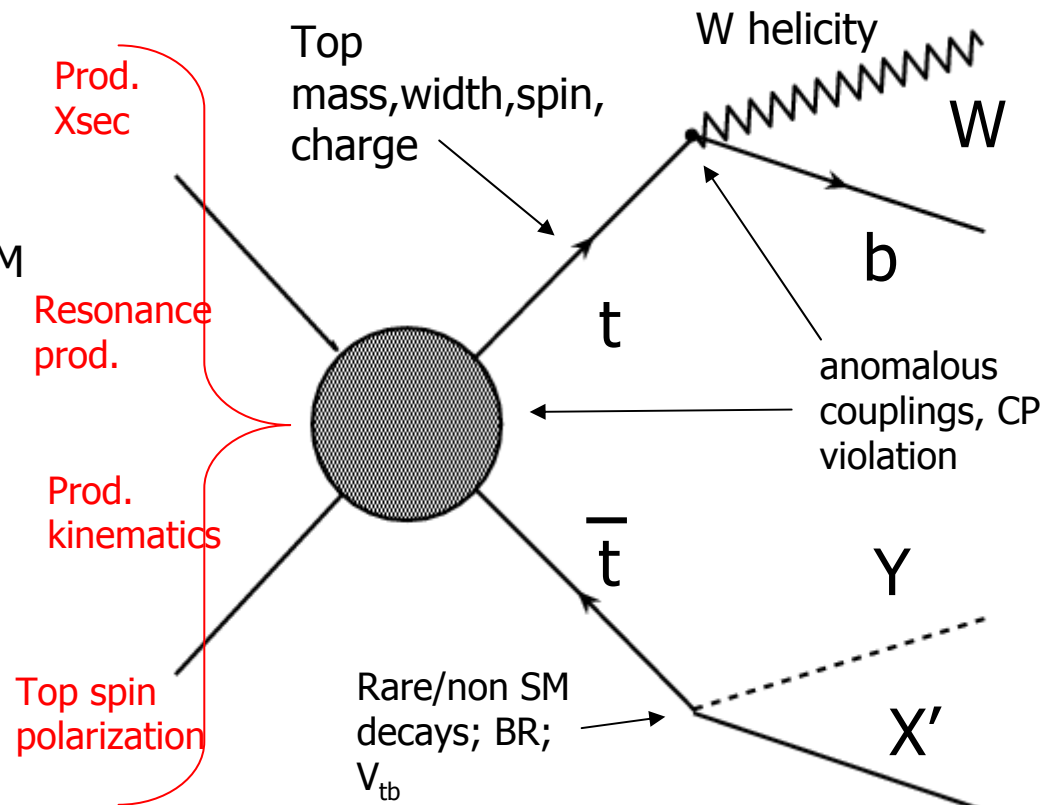 Prod.
Xsec
Top
mass,width,spin,
charge
W helicity
W
M
Resonance
prod.
t
b
anomalous
couplings, CP
violation
Prod.
kinematics
t̅
Y
Top spin
polarization
Rare/non SM
decays; BR;
V_tb
X′